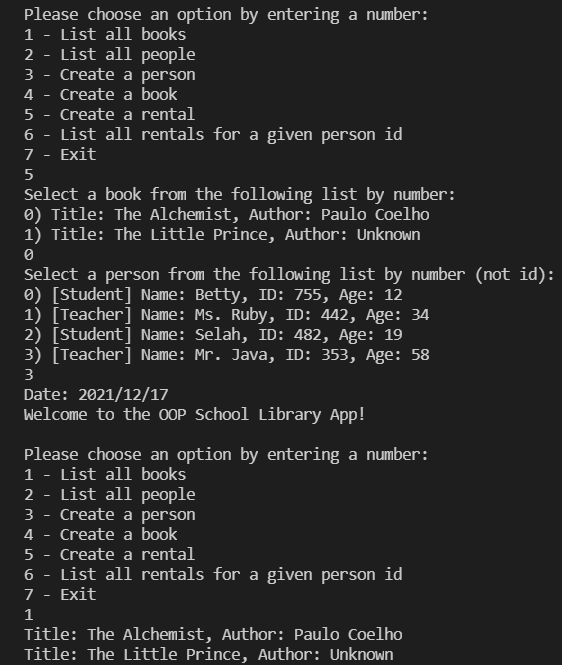 Please choose an option by entering a number:
1 - List all books
2 - List all people
3 - Create a person
4 - Create a book
5 - Create a rental
6 - List all rentals for a given person id
7 - Exit
5
Select a book from the following list by number:
0) Title: The Alchemist, Author: Paulo Coelho
1) Title: The Little Prince, Author: Unknown
0
Select a person from the following list by number (not id):
0) [Student] Name: Betty, ID: 755, Age: 12
1) [Teacher] Name: Ms. Ruby, ID: 442, Age: 34
2) [Student] Name: Selah, ID: 482, Age: 19
3) [Teacher] Name: Mr. Java, ID: 353, Age: 58
3
Date: 2021/12/17
Welcome to the OOP School Library App!

Please choose an option by entering a number:
1 - List all books
2 - List all people
3 - Create a person
4 - Create a book
5 - Create a rental
6 - List all rentals for a given person id
7 - Exit
1
Title: The Alchemist, Author: Paulo Coelho
Title: The Little Prince, Author: Unknown